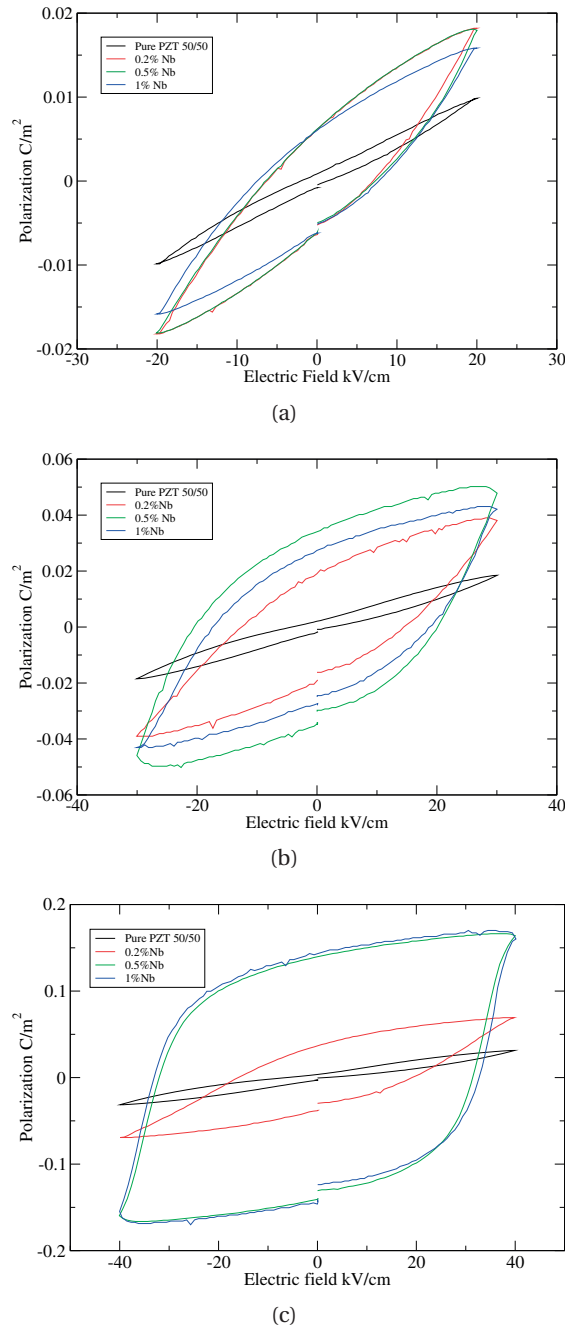 0.02
Pure PZT 50/50
0.2% Nb
0.5% Nb
1% Nb
0.01
Polarization C/m²
0
-0.01
-0.02
-30 -20 -10 0 10 20 30
Electric Field kV/cm
(a)
0.06
Pure PZT 50/50
0.2%Nb
0.5% Nb
1%Nb
0.04
0.02
Polarization C/m²
0
-0.02
-0.04
-0.06
-40 -20 0 20 40
Electric field kV/cm
(b)
0.2
Pure PZT 50/50
0.2%Nb
0.5%Nb
1%Nb
0.1
Polarization C/m²
0
-0.1
-0.2
-40 -20 0 20 40
Electric field kV/cm
(c)